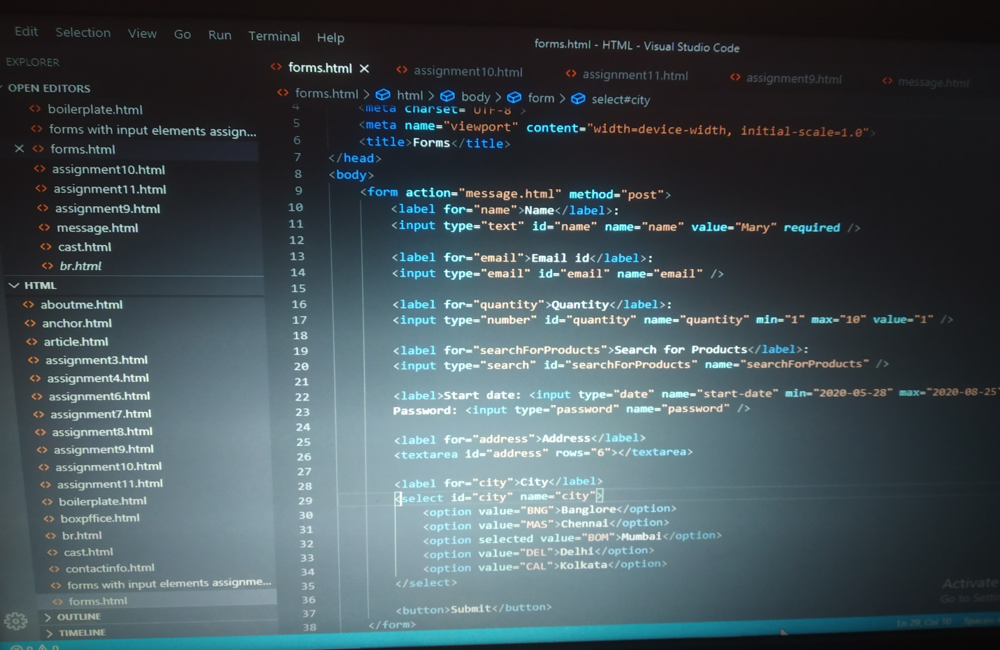 Edit Selection View Go Run Terminal Help
forms.html - HTML - Visual Studio Code
EXPLORER
OPEN EDITORS
boilerplate.html
forms with input elements assign...
forms.html
assignment10.html
assignment11.html
assignment9.html
message.html
cast.html
br.html
HTML
aboutme.html
anchor.html
article.html
assignment3.html
assignment4.html
assignment6.html
assignment7.html
assignment8.html
assignment9.html
assignment10.html
assignment11.html
boilerplate.html
boxpffice.html
br.html
cast.html
contactinfo.html
forms with input elements assignme...
forms.html
OUTLINE
TIMELINE
0 0
forms.html assignment10.html assignment11.html assignment9.html message.html
forms.html > html > body > form > select#city
4 <meta charset="UTF-8">
5 <meta name="viewport" content="width=device-width, initial-scale=1.0">
6 <title>Forms</title>
7 </head>
8 <body>
9 <form action="message.html" method="post">
10 <label for="name">Name</label>:
11 <input type="text" id="name" name="name" value="Mary" required />
12
13 <label for="email">Email id</label>:
14 <input type="email" id="email" name="email" />
15
16 <label for="quantity">Quantity</label>:
17 <input type="number" id="quantity" name="quantity" min="1" max="10" value="1" />
18
19 <label for="searchForProducts">Search for Products</label>:
20 <input type="search" id="searchForProducts" name="searchForProducts" />
21
22 <label>Start date: <input type="date" name="start-date" min="2020-05-28" max="2020-08-25"
23 Password: <input type="password" name="password" />
24
25 <label for="address">Address</label>
26 <textarea id="address" rows="6"></textarea>
27
28 <label for="city">City</label>
29 <select id="city" name="city">
30 <option value="BNG">Banglore</option>
31 <option value="MAS">Chennai</option>
32 <option selected value="BOM">Mumbai</option>
33 <option value="DEL">Delhi</option>
34 <option value="CAL">Kolkata</option>
35 </select>
36
37 <button>Submit</button>
38 </form>
Activate
Go to Setti
Ln 29, Col 10 Spaces: